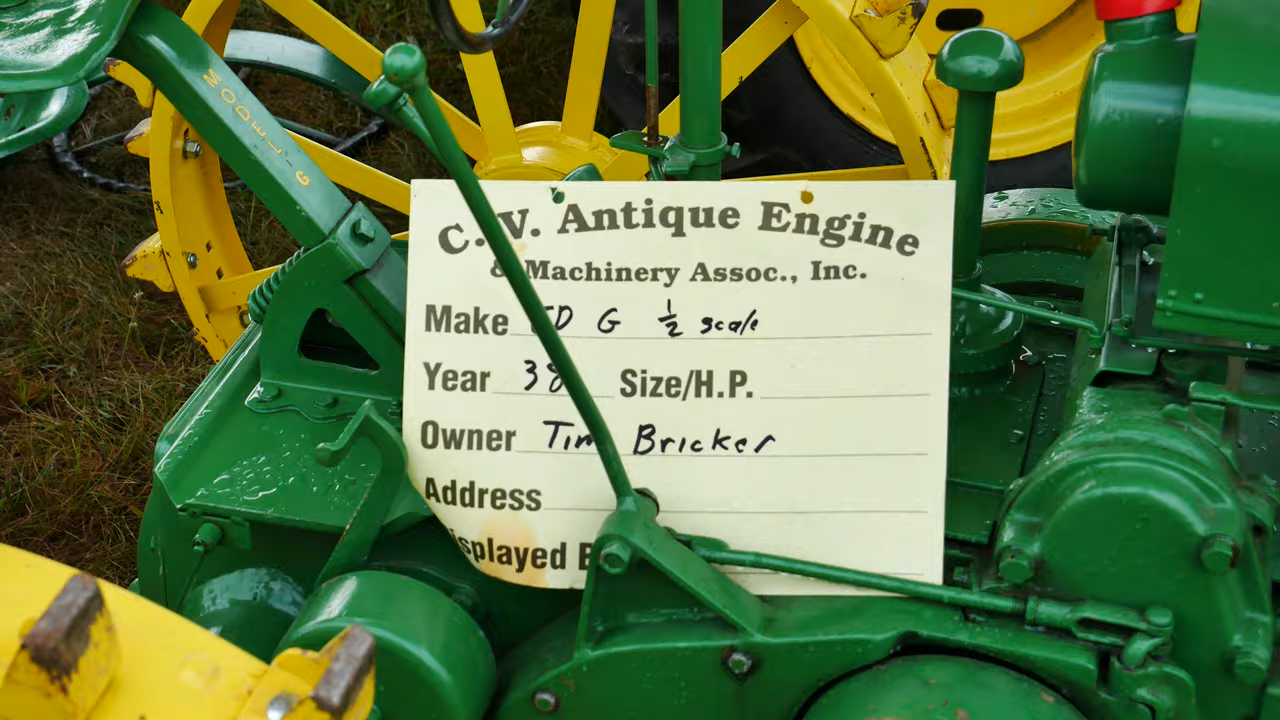 MODEL-G
C.V. Antique Engine
& Machinery Assoc., Inc.
Make JD G ½ scale
Year 38 Size/H.P.
Owner Tim Bricker
Address
isplayed B